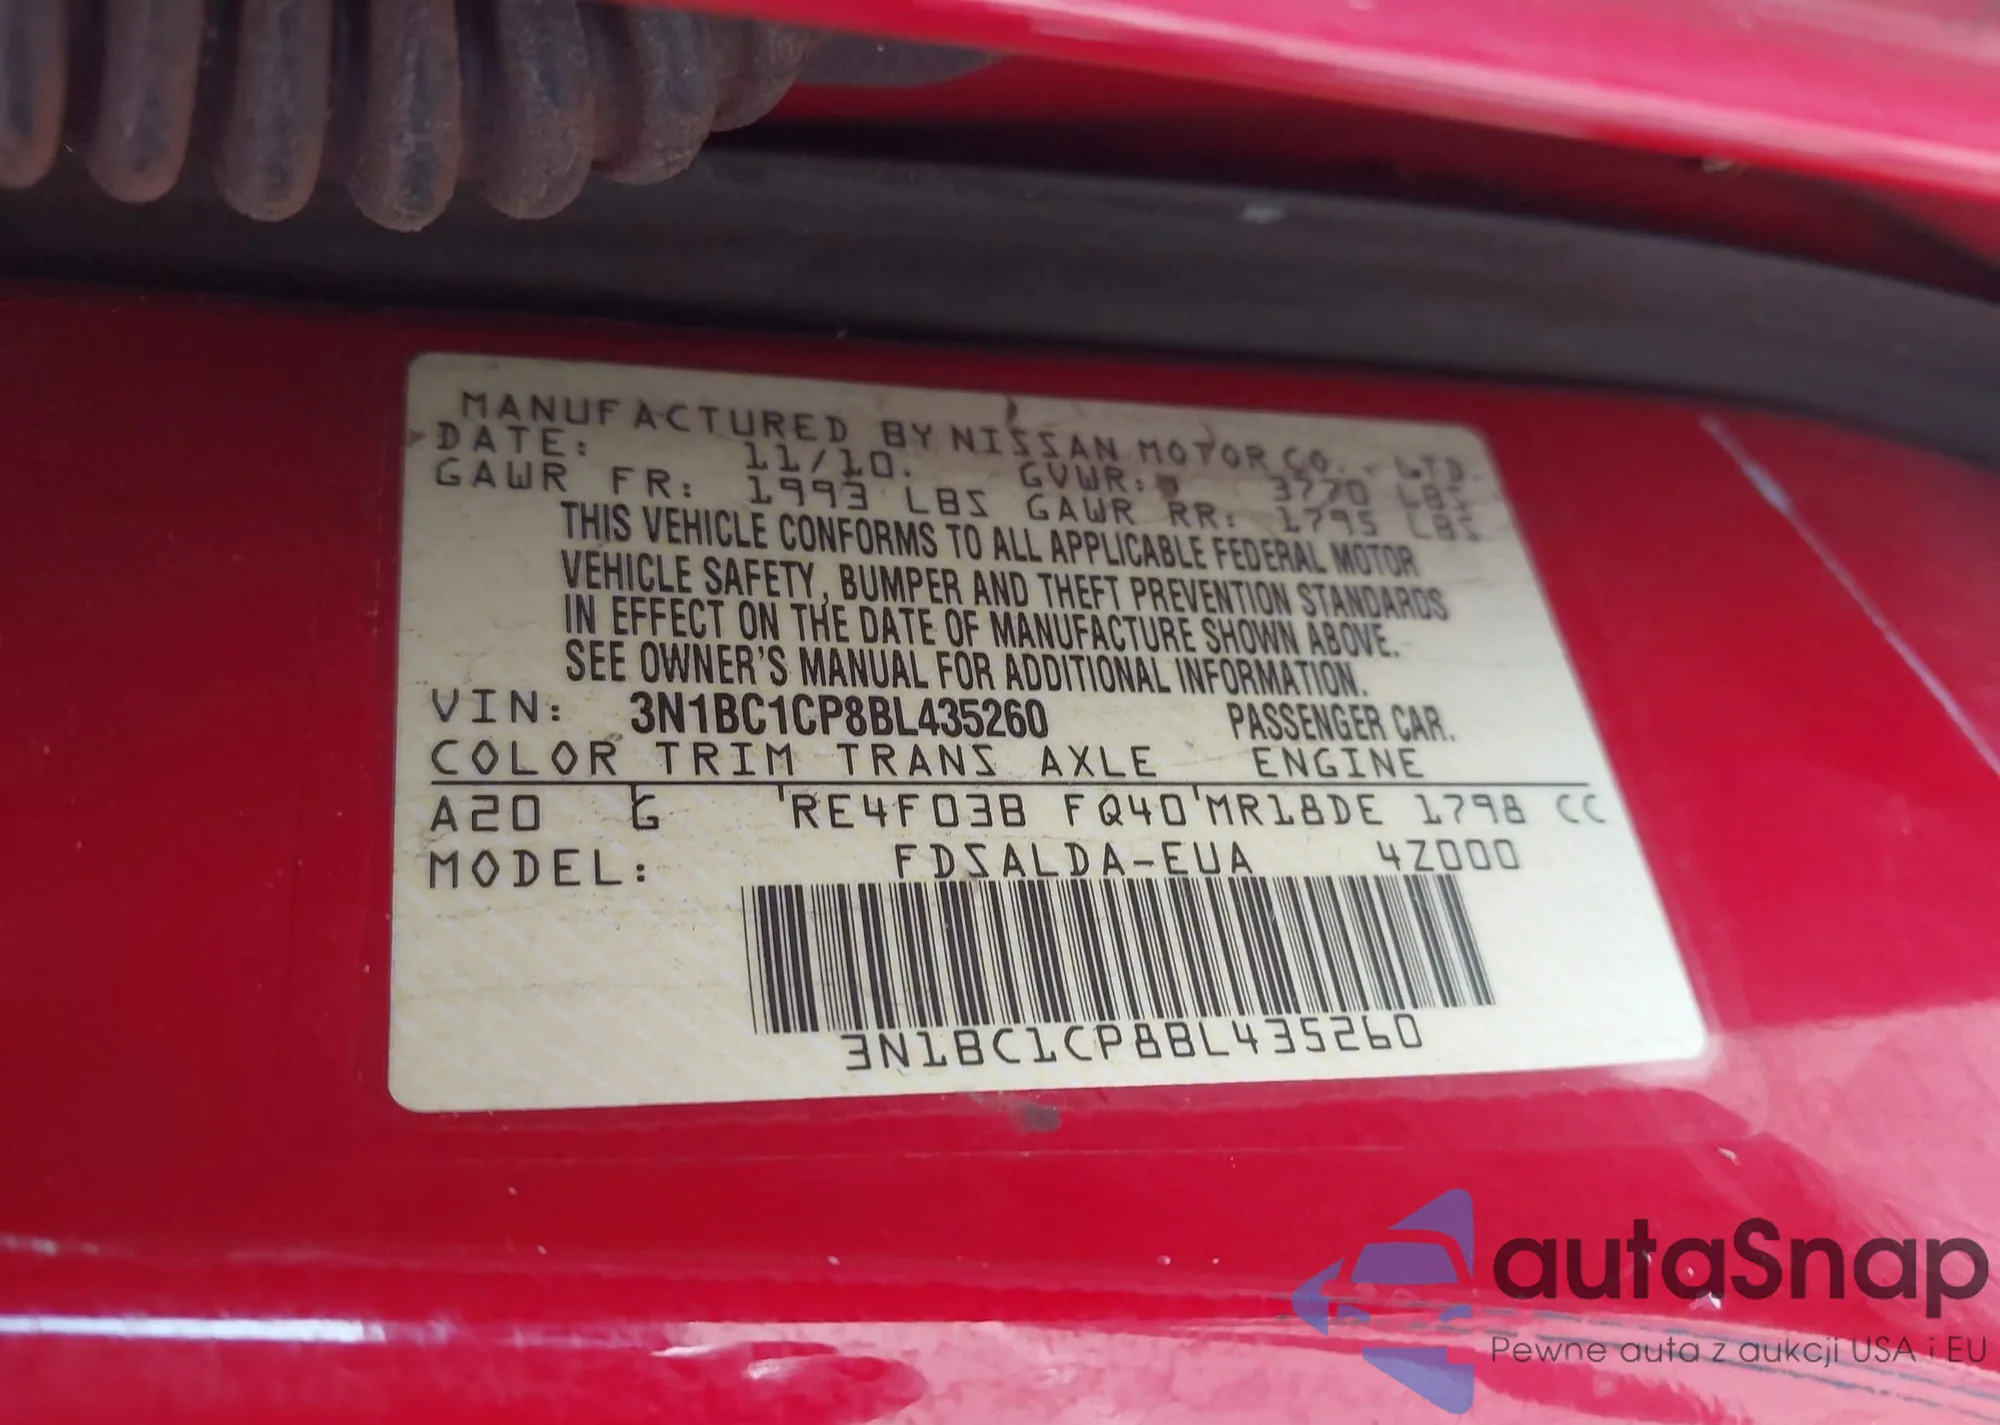 MANUFACTURED BY NISSAN MOTOR CO., LTD.
DATE: 11/10. GVWR: 3770 LBS
GAWR FR: 1993 LBS GAWR RR: 1795 LBS
THIS VEHICLE CONFORMS TO ALL APPLICABLE FEDERAL MOTOR
VEHICLE SAFETY, BUMPER AND THEFT PREVENTION STANDARDS
IN EFFECT ON THE DATE OF MANUFACTURE SHOWN ABOVE.
SEE OWNER'S MANUAL FOR ADDITIONAL INFORMATION.
VIN: 3N1BC1CP8BL435260 PASSENGER CAR.
COLOR TRIM TRANS AXLE ENGINE
A20 G RE4F03B FQ40 MR18DE 1798 CC
MODEL: FDSALDA-EUA 4Z000
3N1BC1CP8BL435260
autaSnap
Pewne auta z aukcji USA i EU